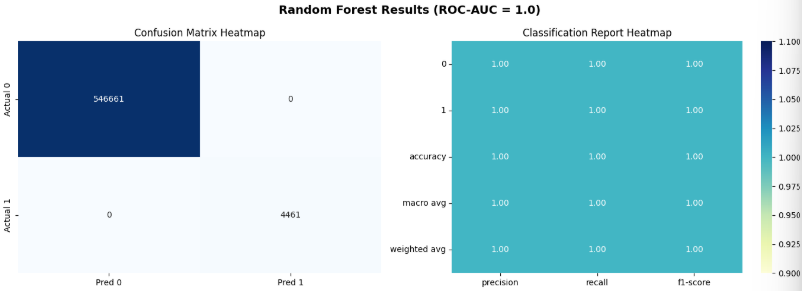 Random Forest Results (ROC-AUC = 1.0)
Confusion Matrix Heatmap
Actual 0
546661 0
Actual 1
0 4461
Pred 0 Pred 1
Classification Report Heatmap
0 1.00 1.00 1.00
1 1.00 1.00 1.00
accuracy 1.00 1.00 1.00
macro avg 1.00 1.00 1.00
weighted avg 1.00 1.00 1.00
precision recall f1-score
1.100
1.075
1.050
1.025
1.000
0.975
0.950
0.925
0.900